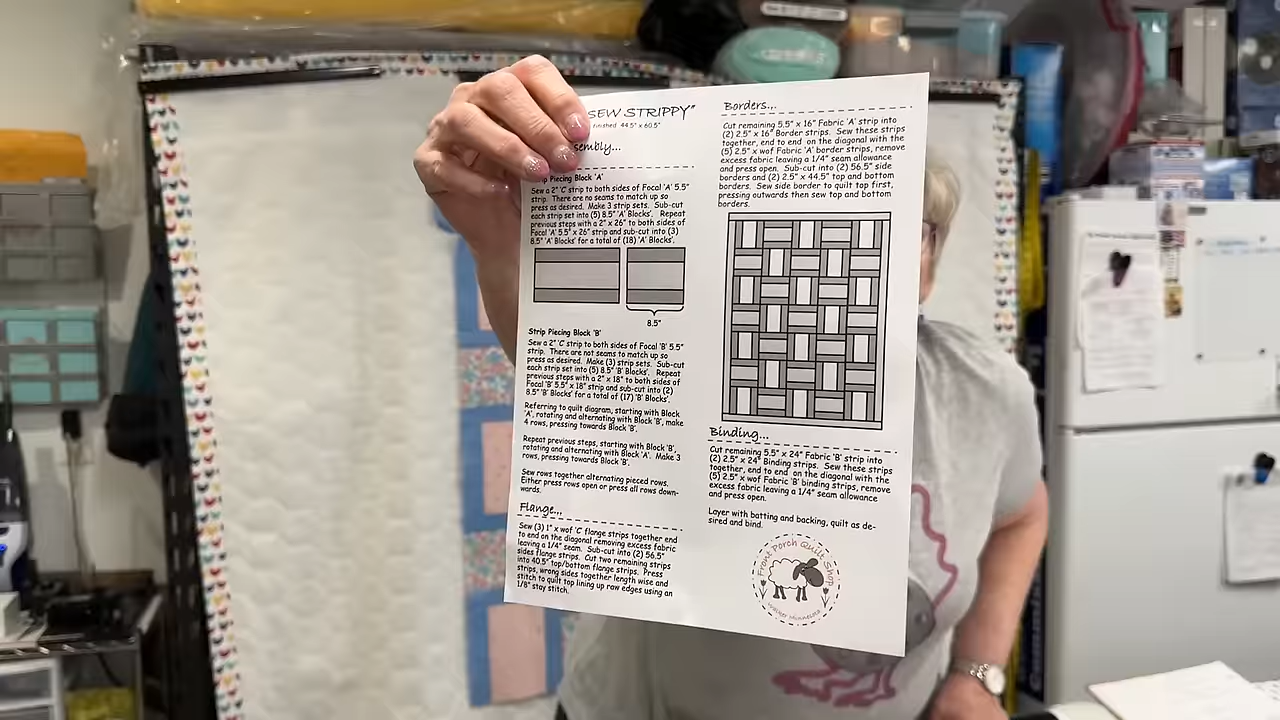 SEW STRIPPY"
finished 44.5" x 60.5"
sembly...
Strip Piecing Block 'A'
Sew a 2" 'C' strip to both sides of Focal 'A' 5.5"
strip. There are no seams to match up so
press as desired. Make 3 strip sets. Sub-cut
each strip set into (5) 8.5" 'A' Blocks'. Repeat
previous steps with a 2" x 26" to both sides of
Focal 'A' 5.5" x 26" strip and sub-cut into (3)
8.5" 'A' Blocks' for a total of (18) 'A' Blocks'.
8.5"
Strip Piecing Block 'B'
Sew a 2" 'C' strip to both sides of Focal 'B' 5.5"
strip. There are not seams to match up so
press as desired. Make (3) strip sets. Sub-cut
each strip set into (5) 8.5" 'B' Blocks'. Repeat
previous steps with a 2" x 18" to both sides of
Focal 'B' 5.5" x 18" strip and sub-cut into (2)
8.5" 'B' Blocks' for a total of (17) 'B' Blocks'.
Referring to quilt diagram, starting with Block
'A', rotating and alternating with Block 'B', make
4 rows, pressing towards Block 'B'.
Repeat previous steps, starting with Block 'B',
rotating and alternating with Block 'A'. Make 3
rows, pressing towards Block 'B'.
Sew rows together alternating pieced rows.
Either press rows open or press all rows down-
wards.
Flange...
Sew (3) 1" x wof 'C' flange strips together end
to end on the diagonal removing excess fabric
leaving a 1/4" seam. Sub-cut into (2) 56.5"
sides flange strips. Cut two remaining strips
into 40.5" top/bottom flange strips. Press
strips, wrong sides together length wise and
stitch to quilt top lining up raw edges using an
1/8" stay stitch.
Borders...
Cut remaining 5.5" x 16" Fabric 'A' strip into
(2) 2.5" x 16" Border strips. Sew these strips
together, end to end on the diagonal with the
(5) 2.5" x wof Fabric 'A' border strips, remove
excess fabric leaving a 1/4" seam allowance
and press open. Sub-cut into (2) 56.5" side
borders and (2) 2.5" x 44.5" top and bottom
borders. Sew side border to quilt top first,
pressing outwards then sew top and bottom
borders.
Binding...
Cut remaining 5.5" x 24" Fabric 'B' strip into
(2) 2.5" x 24" Binding strips. Sew these strips
together, end to end on the diagonal with the
(5) 2.5" x wof Fabric 'B' binding strips, remove
excess fabric leaving a 1/4" seam allowance
and press open.
Layer with batting and backing, quilt as de-
sired and bind.
Front Porch Quilt Shop
Walker Minnesota